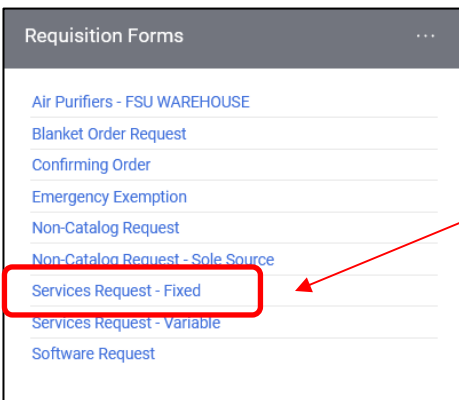 Requisition Forms ...
Air Purifiers - FSU WAREHOUSE
Blanket Order Request
Confirming Order
Emergency Exemption
Non-Catalog Request
Non-Catalog Request - Sole Source
Services Request - Fixed
Services Request - Variable
Software Request